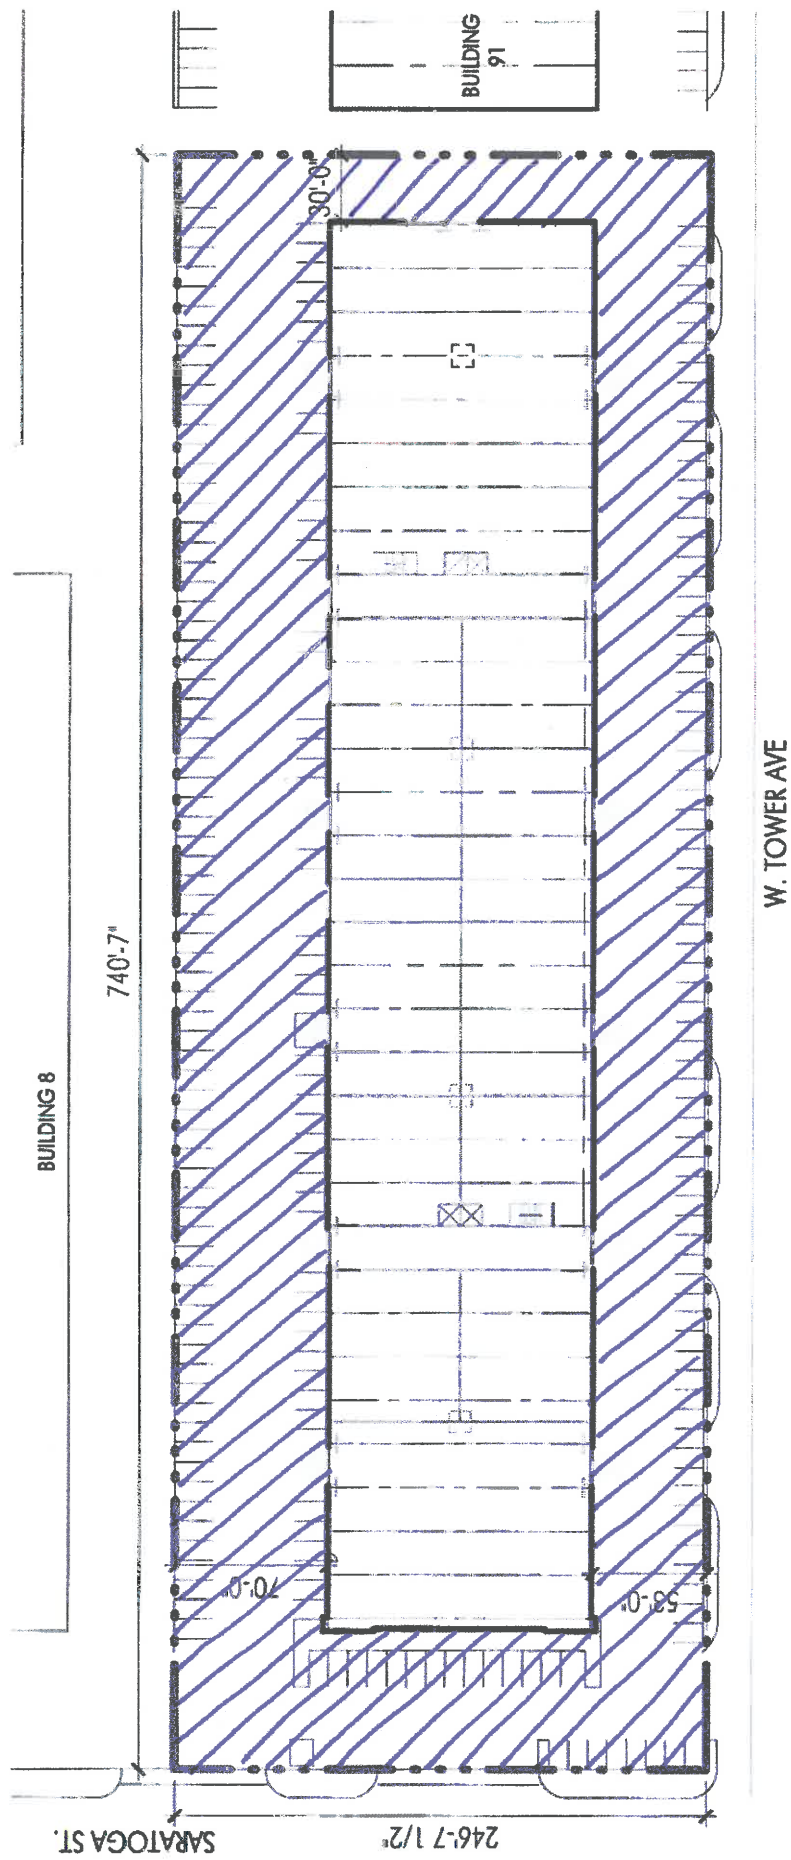 BUILDING
91
30'-0"
740'-7"
BUILDING 8
W. TOWER AVE
70'-0"
53'-0"
SARATOGA ST.
246'-7 1/2"